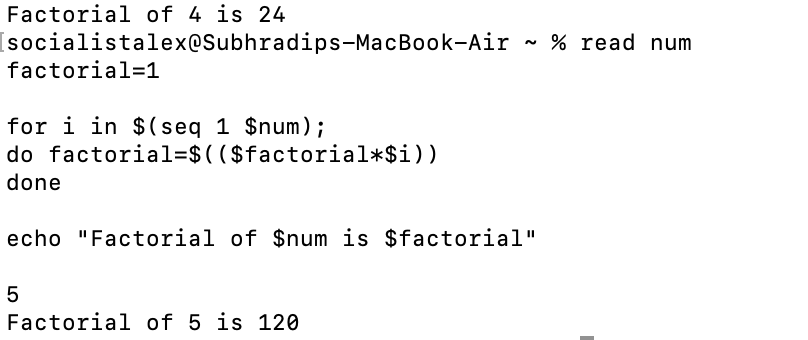 Factorial of 4 is 24
[socialistalex@Subhradips-MacBook-Air ~ % read num
factorial=1
for i in $(seq 1 $num);
do factorial=$(($factorial*$i))
done
echo "Factorial of $num is $factorial"
5
Factorial of 5 is 120